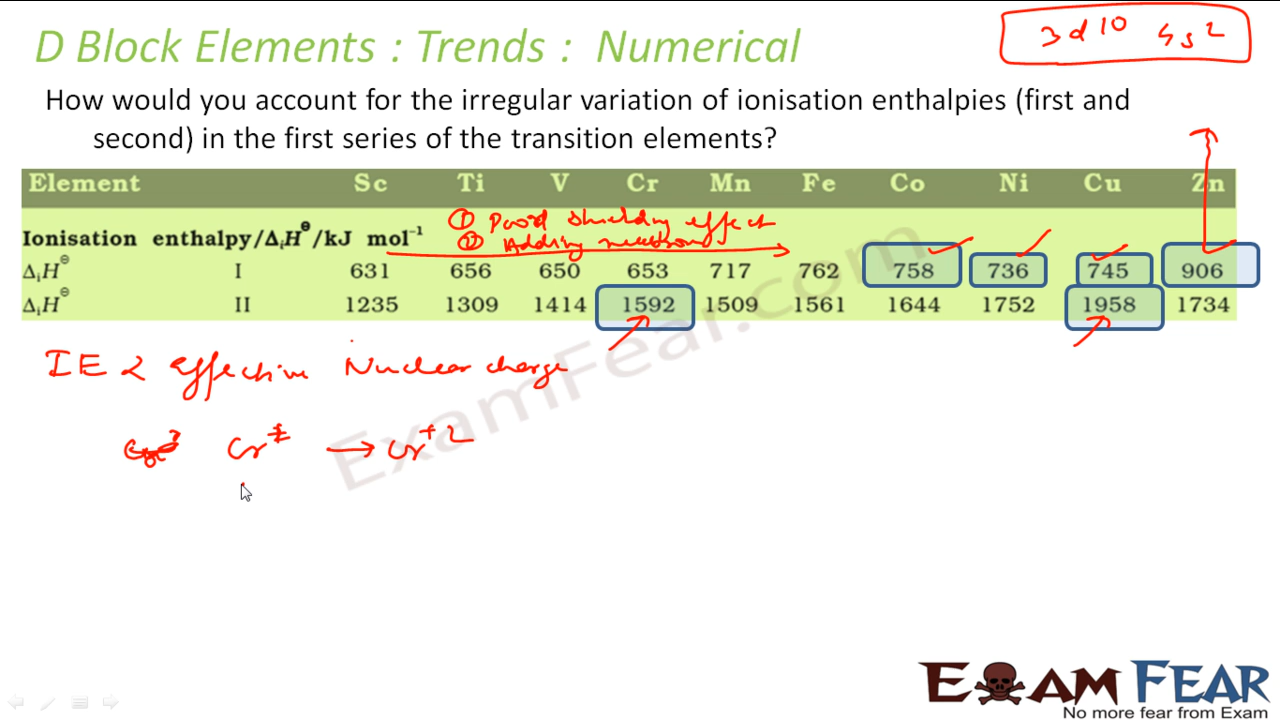 D Block Elements : Trends : Numerical
3d10 4s2
How would you account for the irregular variation of ionisation enthalpies (first and
second) in the first series of the transition elements?
Element Sc Ti V Cr Mn Fe Co Ni Cu Zn
① Poor shielding effect
Ionisation enthalpy/ΔiH⊖/kJ mol⁻¹
② Adding neutrons
ΔiH⊖ I 631 656 650 653 717 762 758 736 745 906
ΔiH⊖ II 1235 1309 1414 1592 1509 1561 1644 1752 1958 1734
IE α Effective Nuclear charge
Cr+ → Cr+2
ExamFear.com
EXAM FEAR
No more fear from Exam